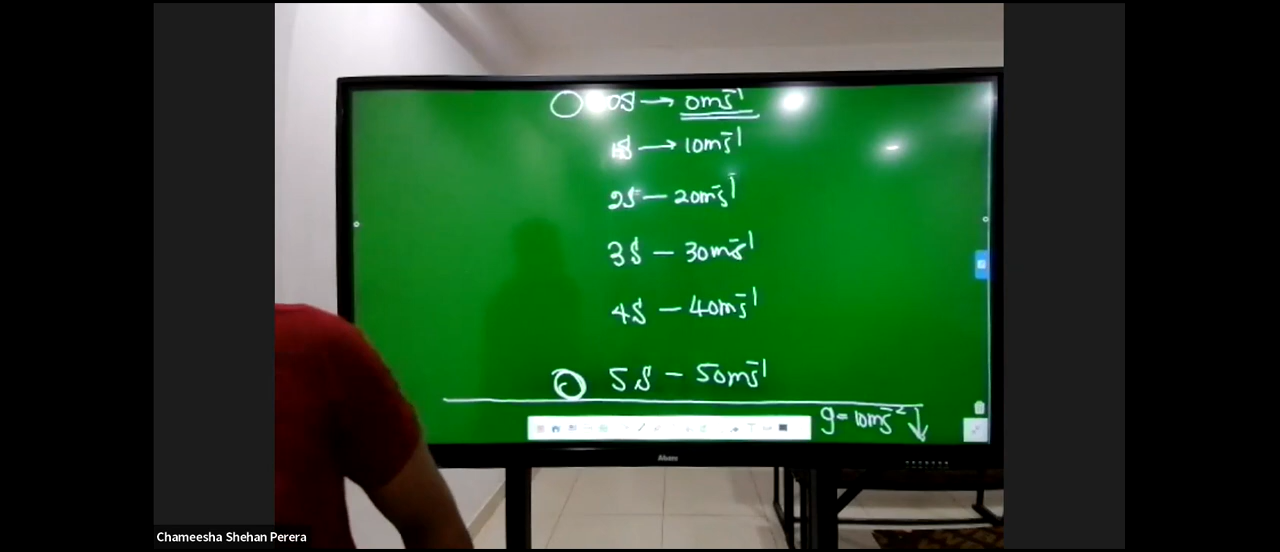 0s → 0ms⁻¹
1s → 10ms⁻¹
2s — 20ms⁻¹
3s — 30ms⁻¹
4s — 40ms⁻¹
5s — 50ms⁻¹
g = 10ms⁻² ↓
Chameesha Shehan Perera